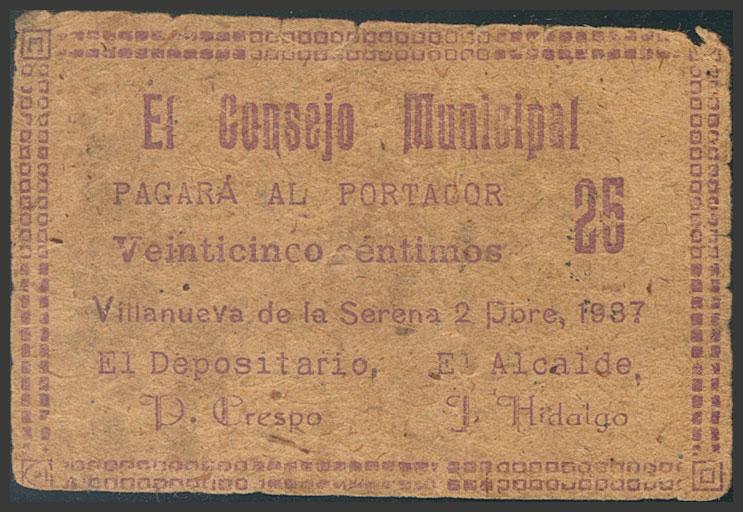 El Consejo Municipal
PAGARÁ AL PORTADOR 25
Veinticinco céntimos
Villanueva de la Serena 2 Dbre, 1937
El Depositario, El Alcalde,
P. Crespo J. Hidalgo